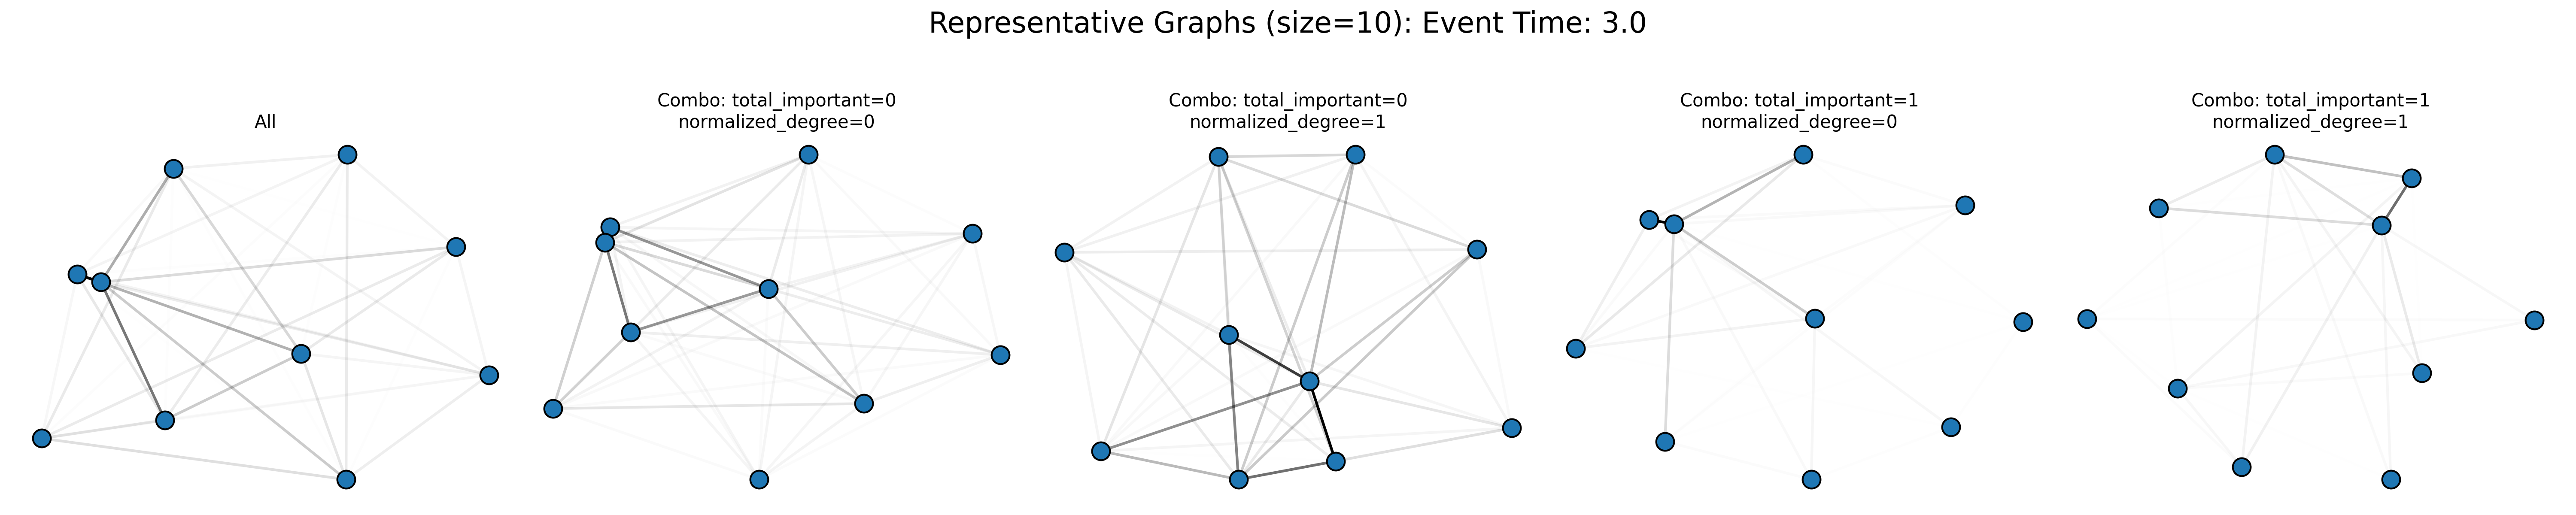 Representative Graphs (size=10): Event Time: 3.0
All
Combo: total_important=0
normalized_degree=0
Combo: total_important=0
normalized_degree=1
Combo: total_important=1
normalized_degree=0
Combo: total_important=1
normalized_degree=1